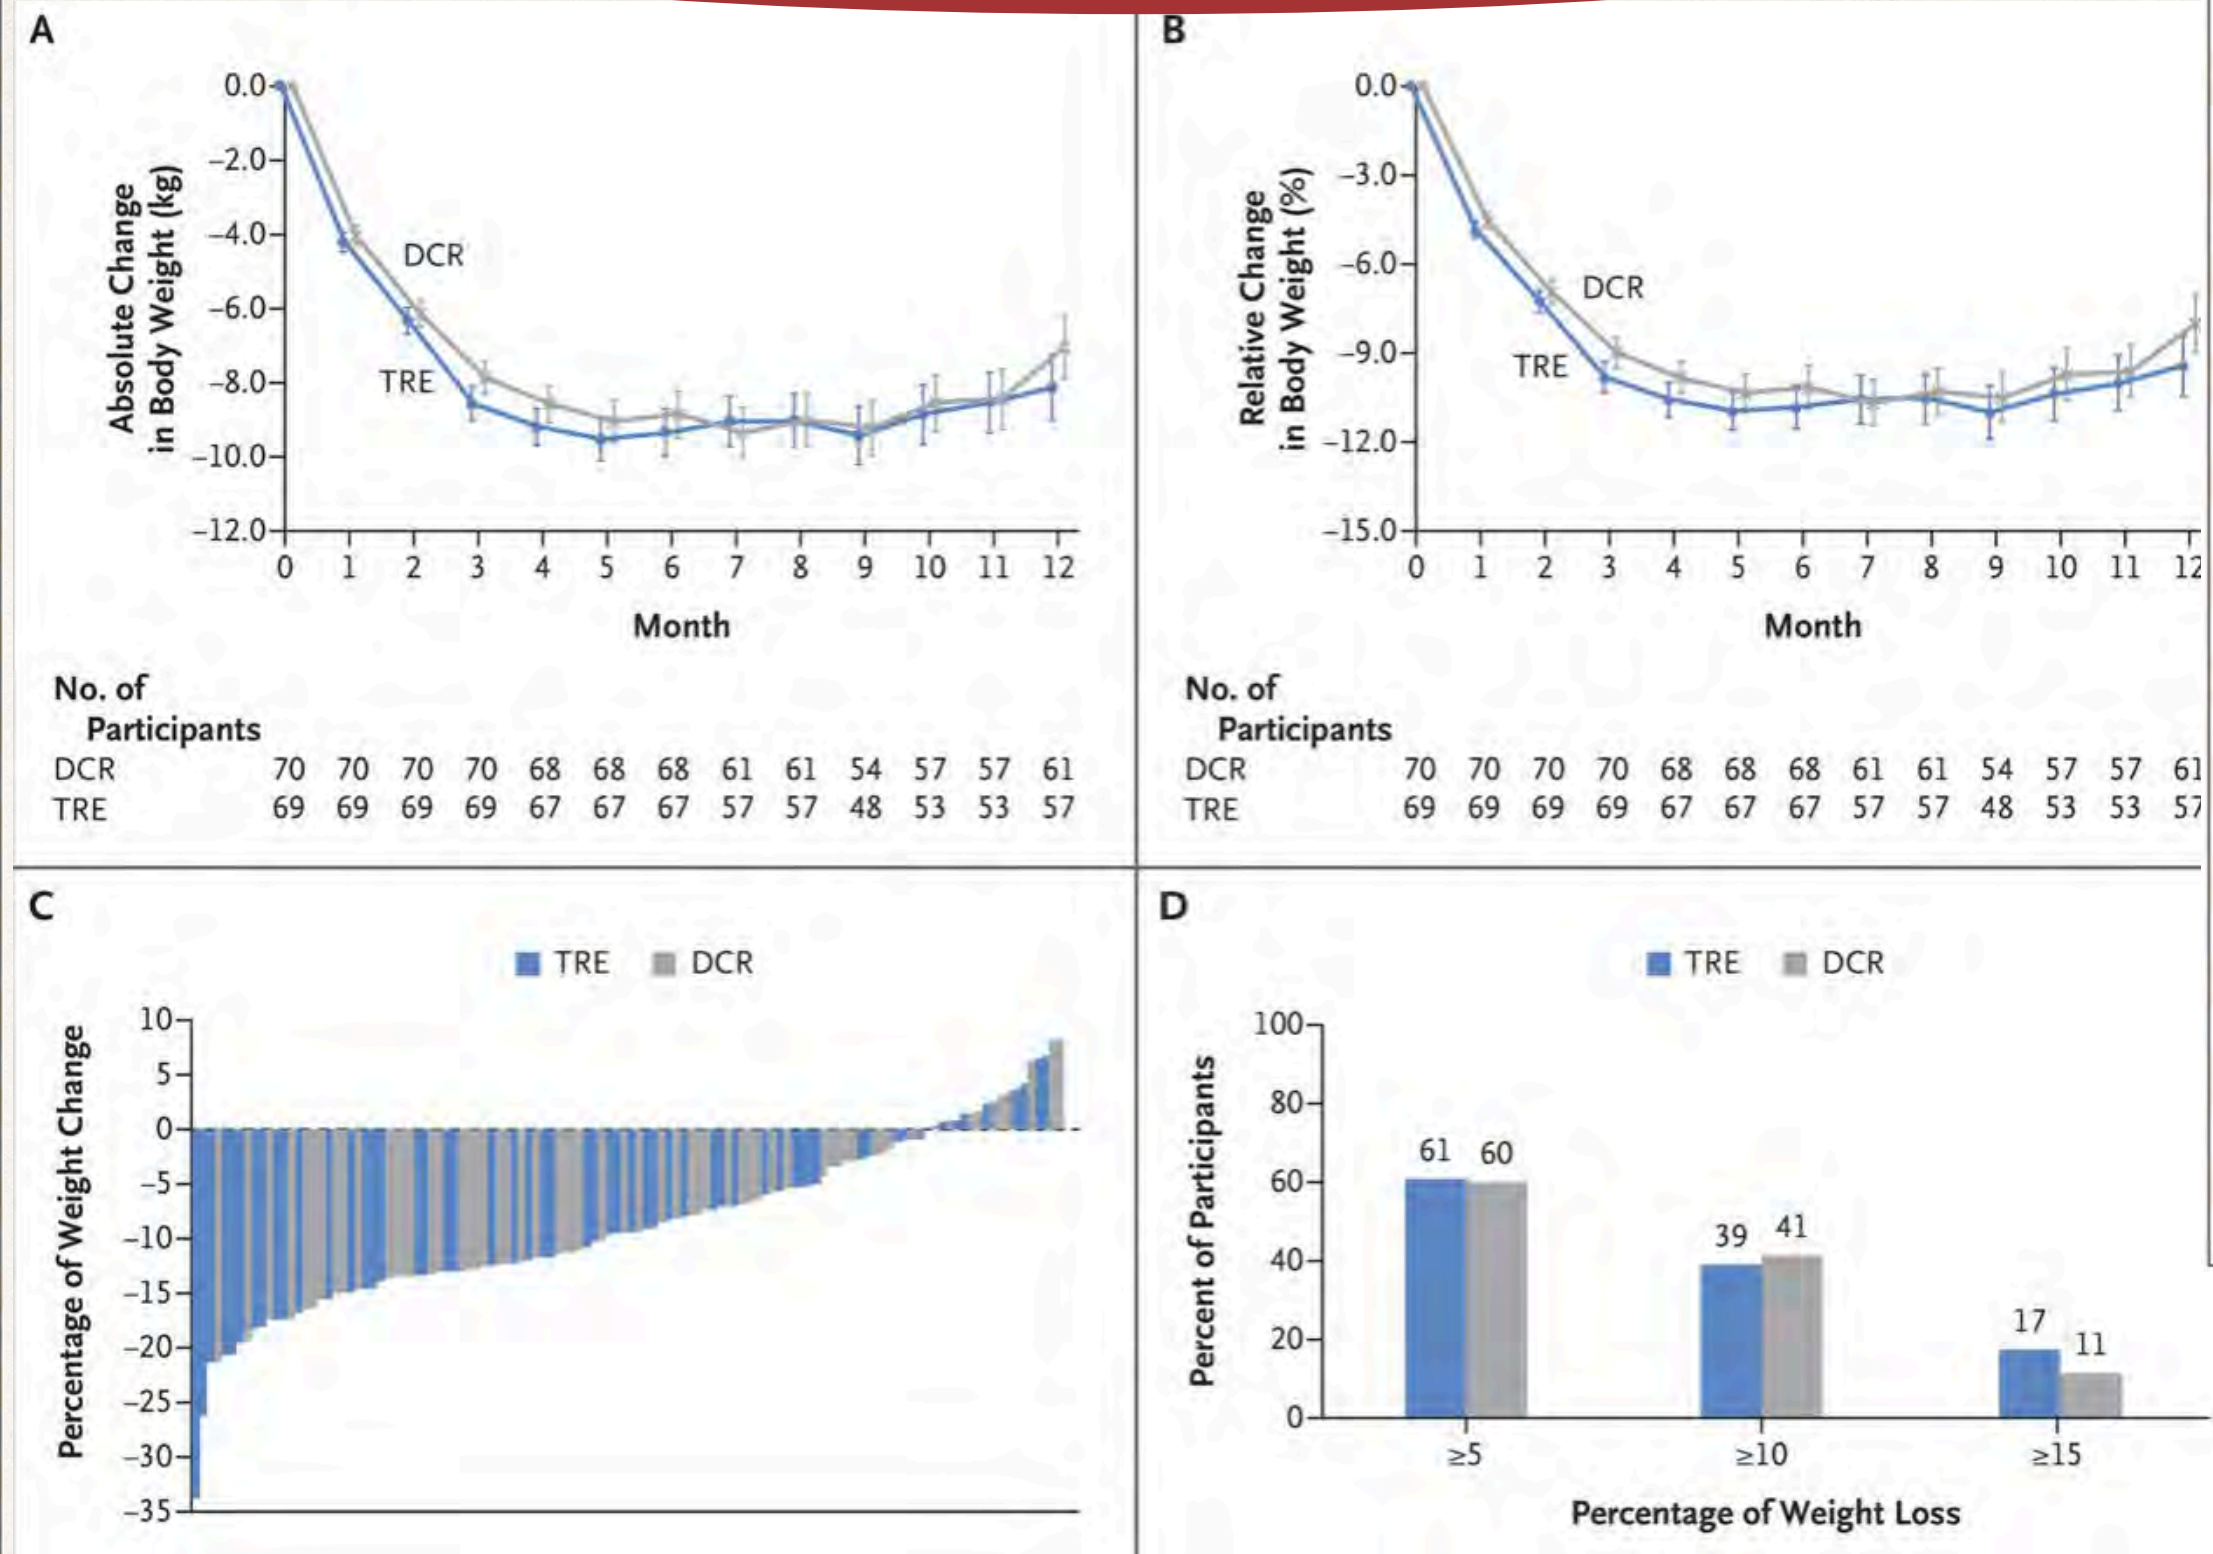 A
0.0
−2.0
−4.0
−6.0
−8.0
−10.0
−12.0
Absolute Change
in Body Weight (kg)
DCR
TRE
0 1 2 3 4 5 6 7 8 9 10 11 12
Month
No. of
Participants
DCR 70 70 70 70 68 68 68 61 61 54 57 57 61
TRE 69 69 69 69 67 67 67 57 57 48 53 53 57
B
0.0
−3.0
−6.0
−9.0
−12.0
−15.0
Relative Change
in Body Weight (%)
DCR
TRE
0 1 2 3 4 5 6 7 8 9 10 11 12
Month
No. of
Participants
DCR 70 70 70 70 68 68 68 61 61 54 57 57 61
TRE 69 69 69 69 67 67 67 57 57 48 53 53 57
C
TRE DCR
10
5
0
−5
−10
−15
−20
−25
−30
−35
Percentage of Weight Change
D
TRE DCR
100
80
60
40
20
0
Percent of Participants
61 60
39 41
17 11
≥5 ≥10 ≥15
Percentage of Weight Loss